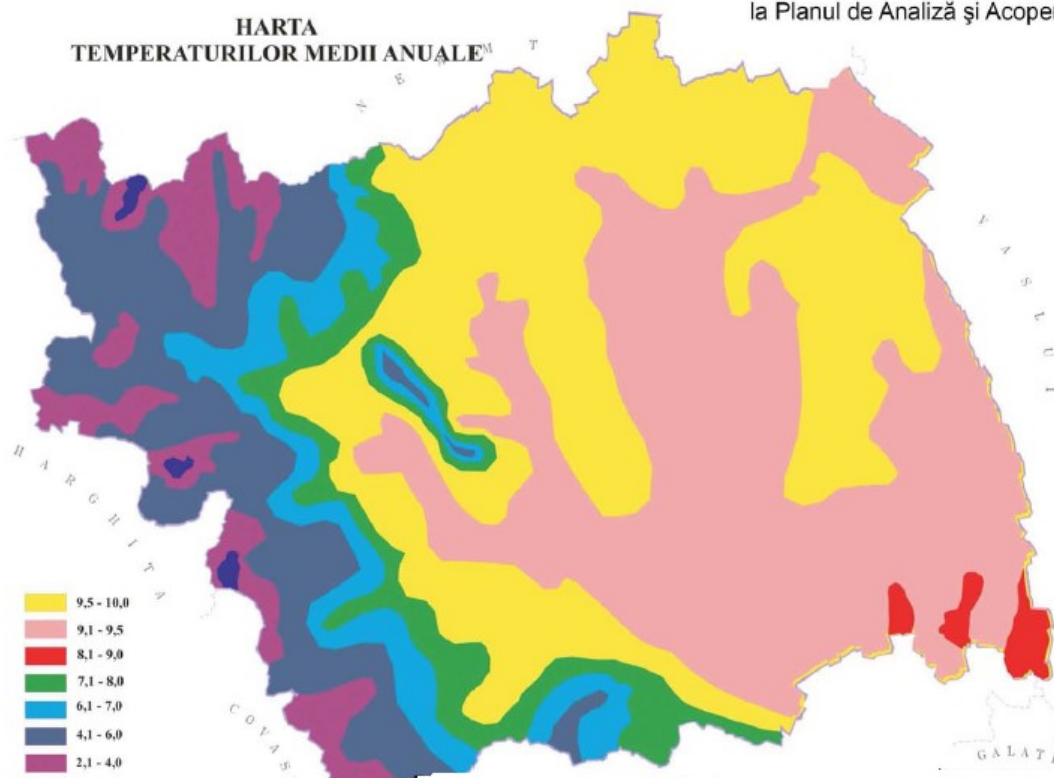 la Planul de Analiză şi Acoper
HARTA
TEMPERATURILOR MEDII ANUALE
N E A M T
V A S L U I
H A R G H I T A
C O V A S
G A L A T
9,5 - 10,0
9,1 - 9,5
8,1 - 9,0
7,1 - 8,0
6,1 - 7,0
4,1 - 6,0
2,1 - 4,0